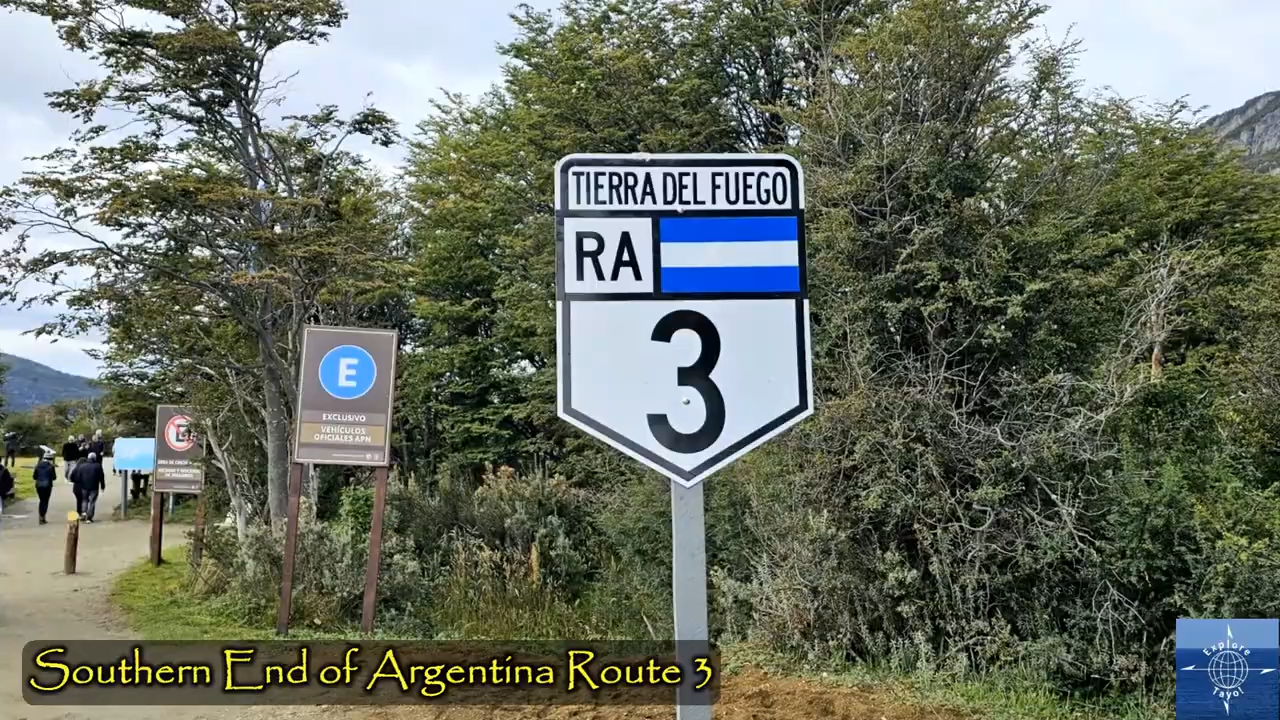 TIERRA DEL FUEGO
RA
3
E
EXCLUSIVO
VEHÍCULOS
OFICIALES APN
E
Southern End of Argentina Route 3
Explore
Tayo!